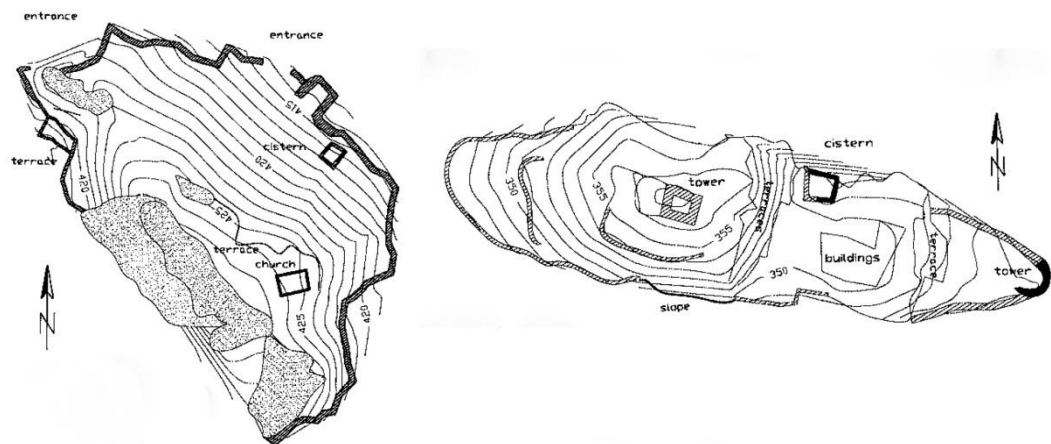 entrance
entrance
415
cistern
420
terrace
420
425
terrace
church
425
420
N
cistern
350
tower
355
terraces
355
N
buildings
terrace
350
tower
slope